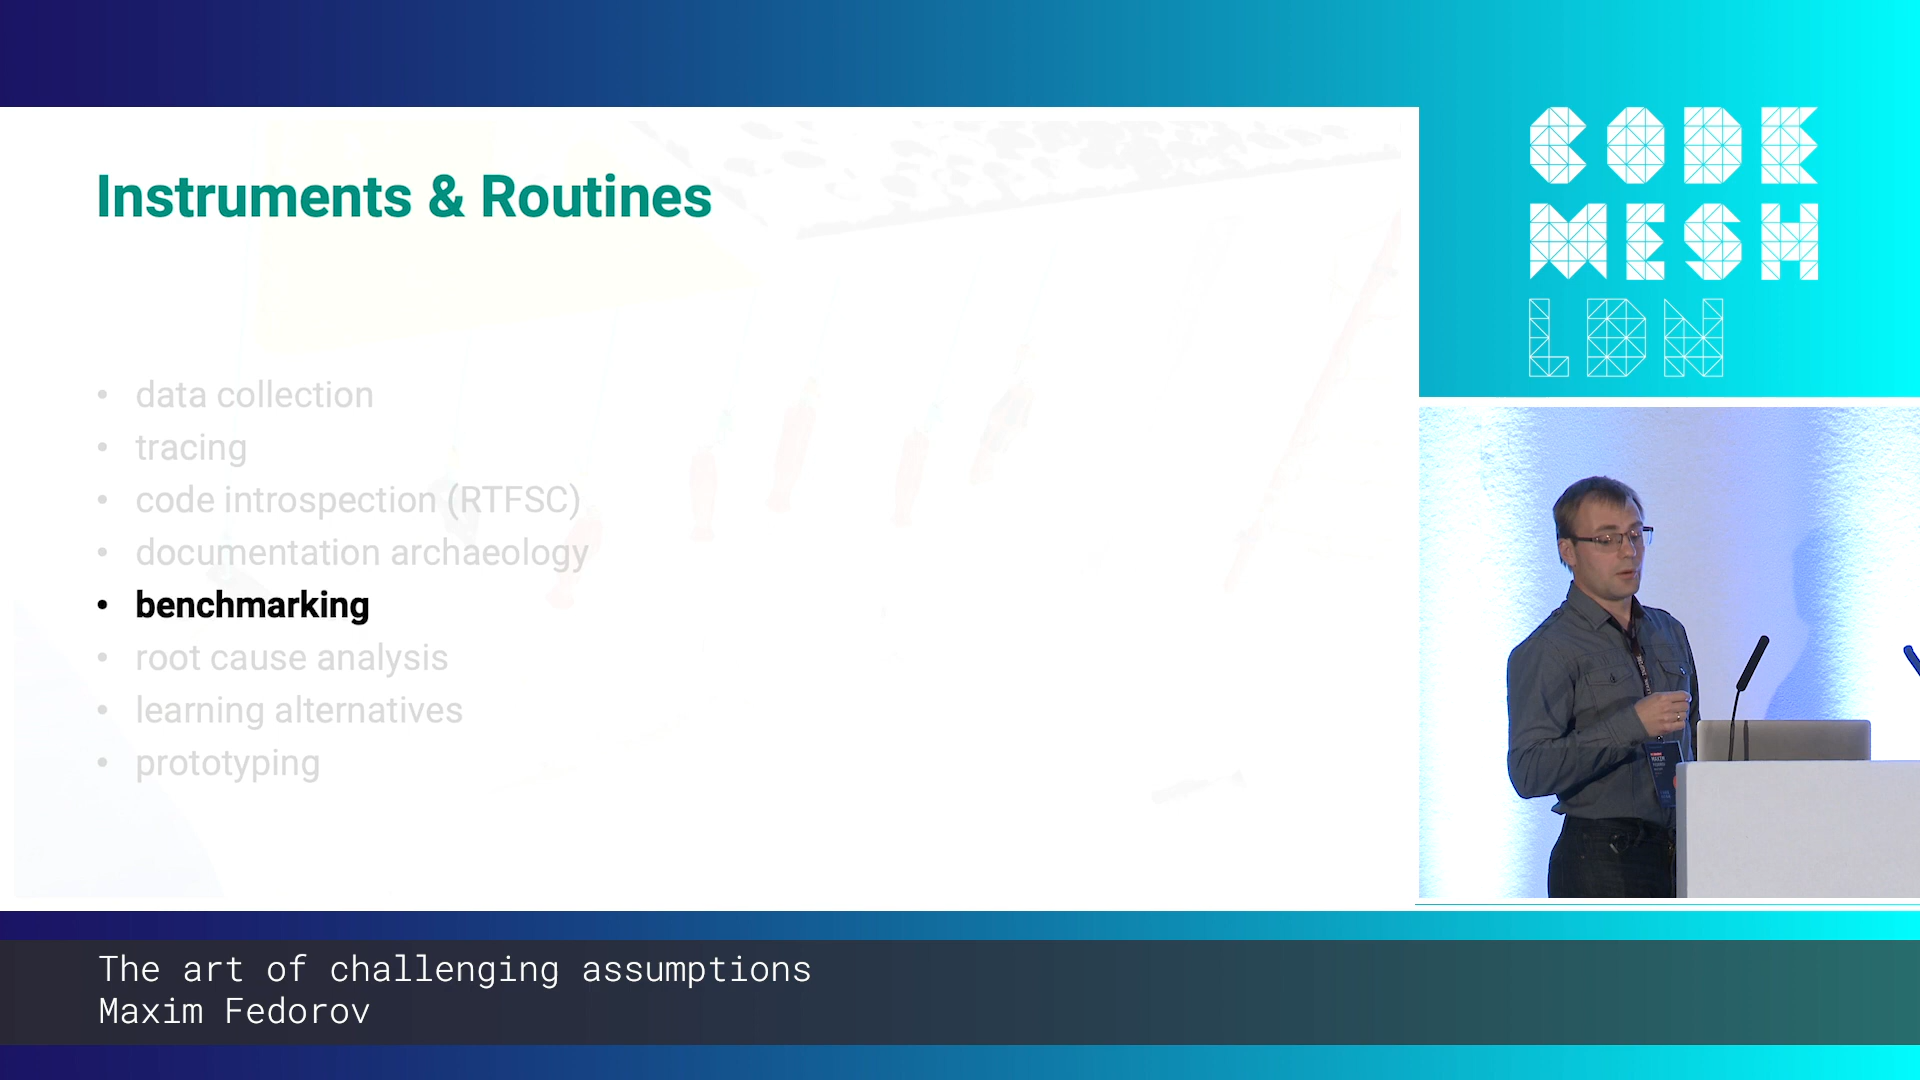 Instruments & Routines
• data collection
• tracing
• code introspection (RTFSC)
• documentation archaeology
• benchmarking
• root cause analysis
• learning alternatives
• prototyping
CODE
MESH
LDN
MAXIM
The art of challenging assumptions
Maxim Fedorov